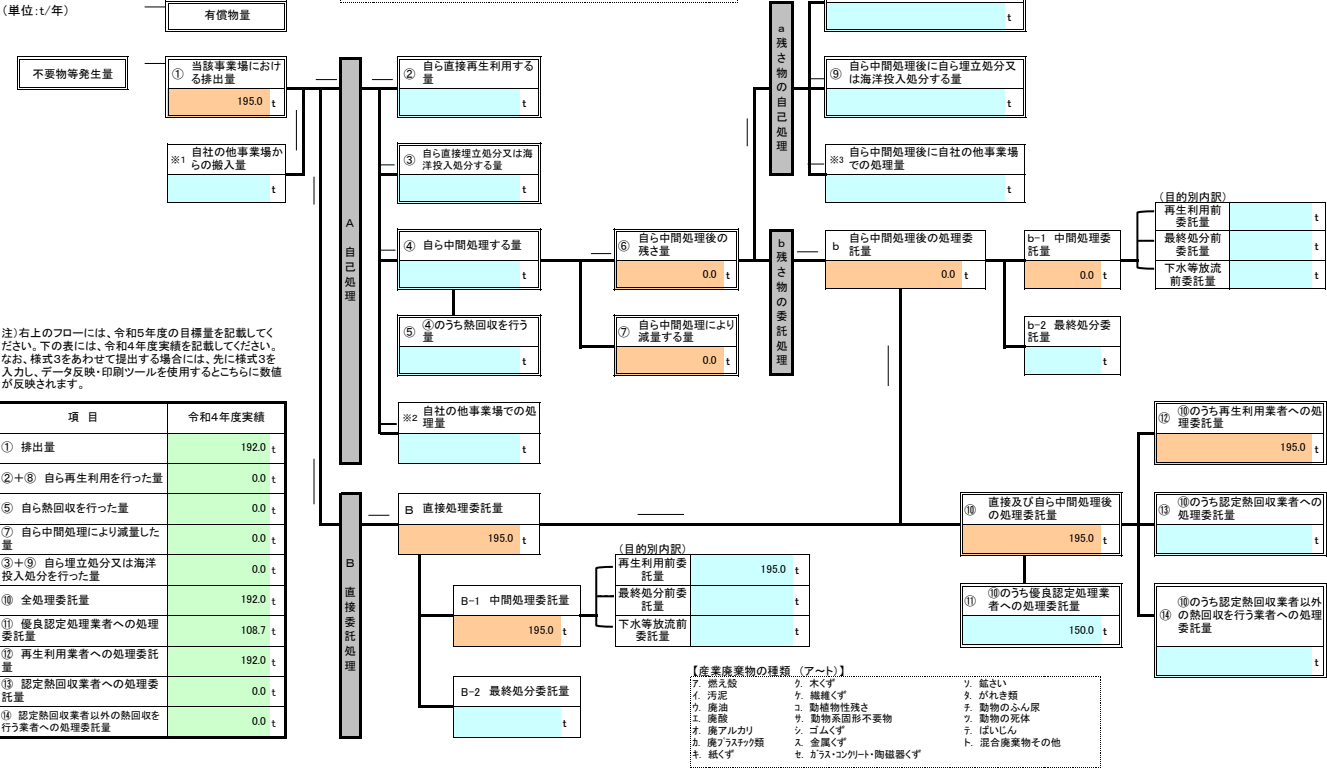 （単位:t/年）
有償物量
t
不要物等発生量
① 当該事業場におけ
る排出量
195.0 t
※1 自社の他事業場か
らの搬入量
t
A 自己処理
② 自ら直接再生利用する
量
t
③ 自ら直接埋立処分又は海
洋投入処分する量
t
④ 自ら中間処理する量
t
⑤ ④のうち熱回収を行う
量
t
※2 自社の他事業場での処
理量
t
⑥ 自ら中間処理後の
残さ量
0.0 t
⑦ 自ら中間処理により
減量する量
0.0 t
a 残さ物の自己処理
⑨ 自ら中間処理後に自ら埋立処分又
は海洋投入処分する量
t
※3 自ら中間処理後に自社の他事業場
での処理量
t
b 残さ物の委託処理
b 自ら中間処理後の処理委
託量
0.0 t
b-1 中間処理委
託量
0.0 t
b-2 最終処分委
託量
t
（目的別内訳）
再生利用前
委託量
t
最終処分前
委託量
t
下水等放流
前委託量
t
注）右上のフローには、令和5年度の目標量を記載してく
ださい。下の表には、令和4年度実績を記載してください。
なお、様式3をあわせて提出する場合には、先に様式3を
入力し、データ反映・印刷ツールを使用するとこちらに数値
が反映されます。
項 目 令和4年度実績
① 排出量 192.0 t
②＋⑧ 自ら再生利用を行った量 0.0 t
⑤ 自ら熱回収を行った量 0.0 t
⑦ 自ら中間処理により減量した
量 0.0 t
③＋⑨ 自ら埋立処分又は海洋
投入処分を行った量 0.0 t
⑩ 全処理委託量 192.0 t
⑪ 優良認定処理業者への処理
委託量 108.7 t
⑫ 再生利用業者への処理委託
量 192.0 t
⑬ 認定熱回収業者への処理委
託量 0.0 t
⑭ 認定熱回収業者以外の熱回収を
行う業者への処理委託量 0.0 t
B 直接委託処理
B 直接処理委託量
195.0 t
B-1 中間処理委託量
195.0 t
B-2 最終処分委託量
t
（目的別内訳）
再生利用前委
託量 195.0 t
最終処分前委
託量 t
下水等放流前
委託量 t
⑩ 直接及び自ら中間処理後
の処理委託量
195.0 t
⑪ ⑩のうち優良認定処理業
者への処理委託量
150.0 t
⑫ ⑩のうち再生利用業者への処
理委託量
195.0 t
⑬ ⑩のうち認定熱回収業者への
処理委託量
t
⑭ ⑩のうち認定熱回収業者以外
の熱回収を行う業者への処理
委託量
t
【産業廃棄物の種類 （ア～ト）】
ア. 燃え殻 ク. 木くず ソ. 鉱さい
イ. 汚泥 ケ. 繊維くず タ. がれき類
ウ. 廃油 コ. 動植物性残さ チ. 動物のふん尿
エ. 廃酸 サ. 動物系固形不要物 ツ. 動物の死体
オ. 廃アルカリ シ. ゴムくず テ. ばいじん
カ. 廃プラスチック類 ス. 金属くず ト. 混合廃棄物その他
キ. 紙くず セ. ガラス・コンクリート・陶磁器くず